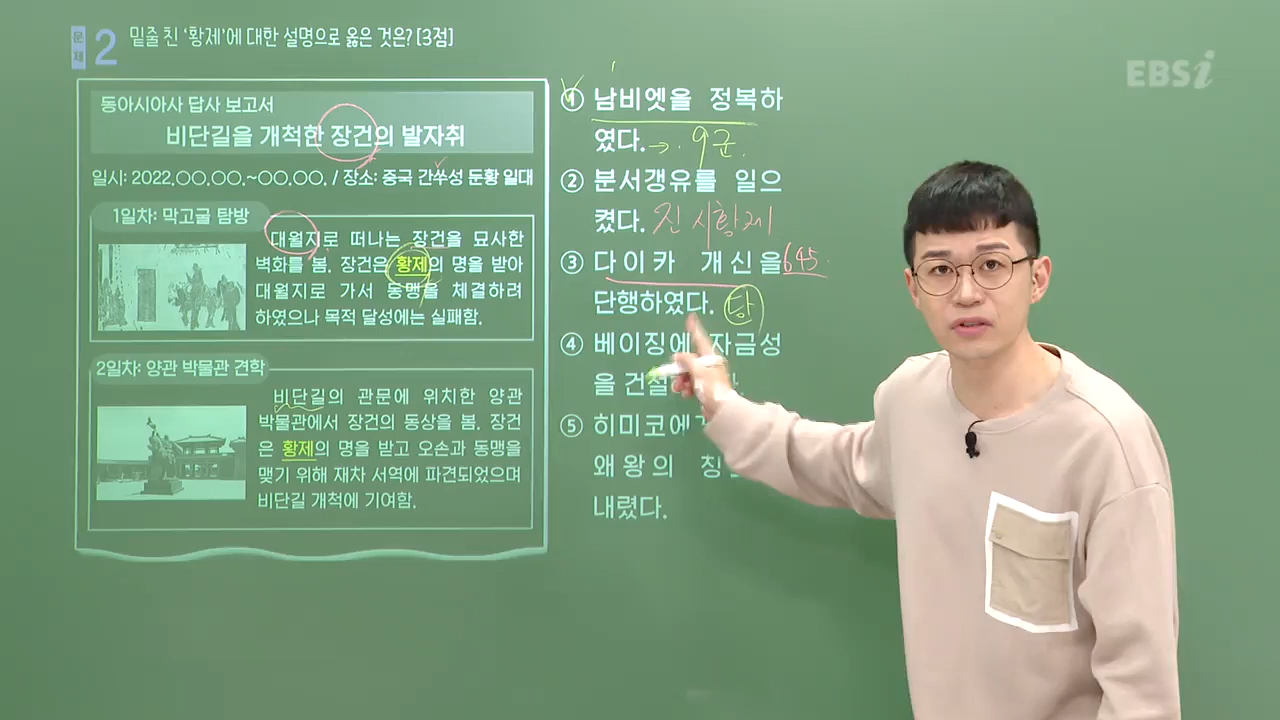 문제 2 밑줄 친 '황제'에 대한 설명으로 옳은 것은? [3점]
EBSi
동아시아사 답사 보고서
비단길을 개척한 장건의 발자취
일시: 2022.○○.○○.~○○.○○. / 장소: 중국 간쑤성 둔황 일대
1일차: 막고굴 탐방
대월지로 떠나는 장건을 묘사한
벽화를 봄. 장건은 황제의 명을 받아
대월지로 가서 동맹을 체결하려
하였으나 목적 달성에는 실패함.
2일차: 양관 박물관 견학
비단길의 관문에 위치한 양관
박물관에서 장건의 동상을 봄. 장건
은 황제의 명을 받고 오손과 동맹을
맺기 위해 재차 서역에 파견되었으며
비단길 개척에 기여함.
① 남비엣을 정복하
였다. → 9군.
② 분서갱유를 일으
켰다. 진 시황제
③ 다이카 개신을 645
단행하였다. 당
④ 베이징에 자금성
을 건설
⑤ 히미코에
왜 왕의 칭
내렸다.